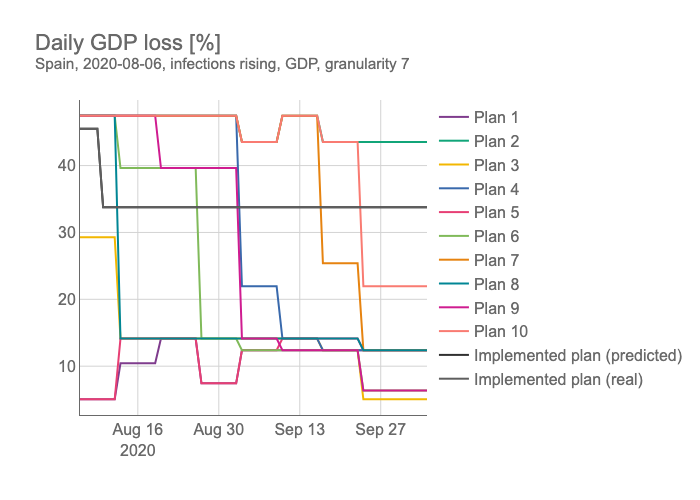 Daily GDP loss [%]
Spain, 2020-08-06, infections rising, GDP, granularity 7
40
30
20
10
Aug 16
2020
Aug 30
Sep 13
Sep 27
Plan 1
Plan 2
Plan 3
Plan 4
Plan 5
Plan 6
Plan 7
Plan 8
Plan 9
Plan 10
Implemented plan (predicted)
Implemented plan (real)